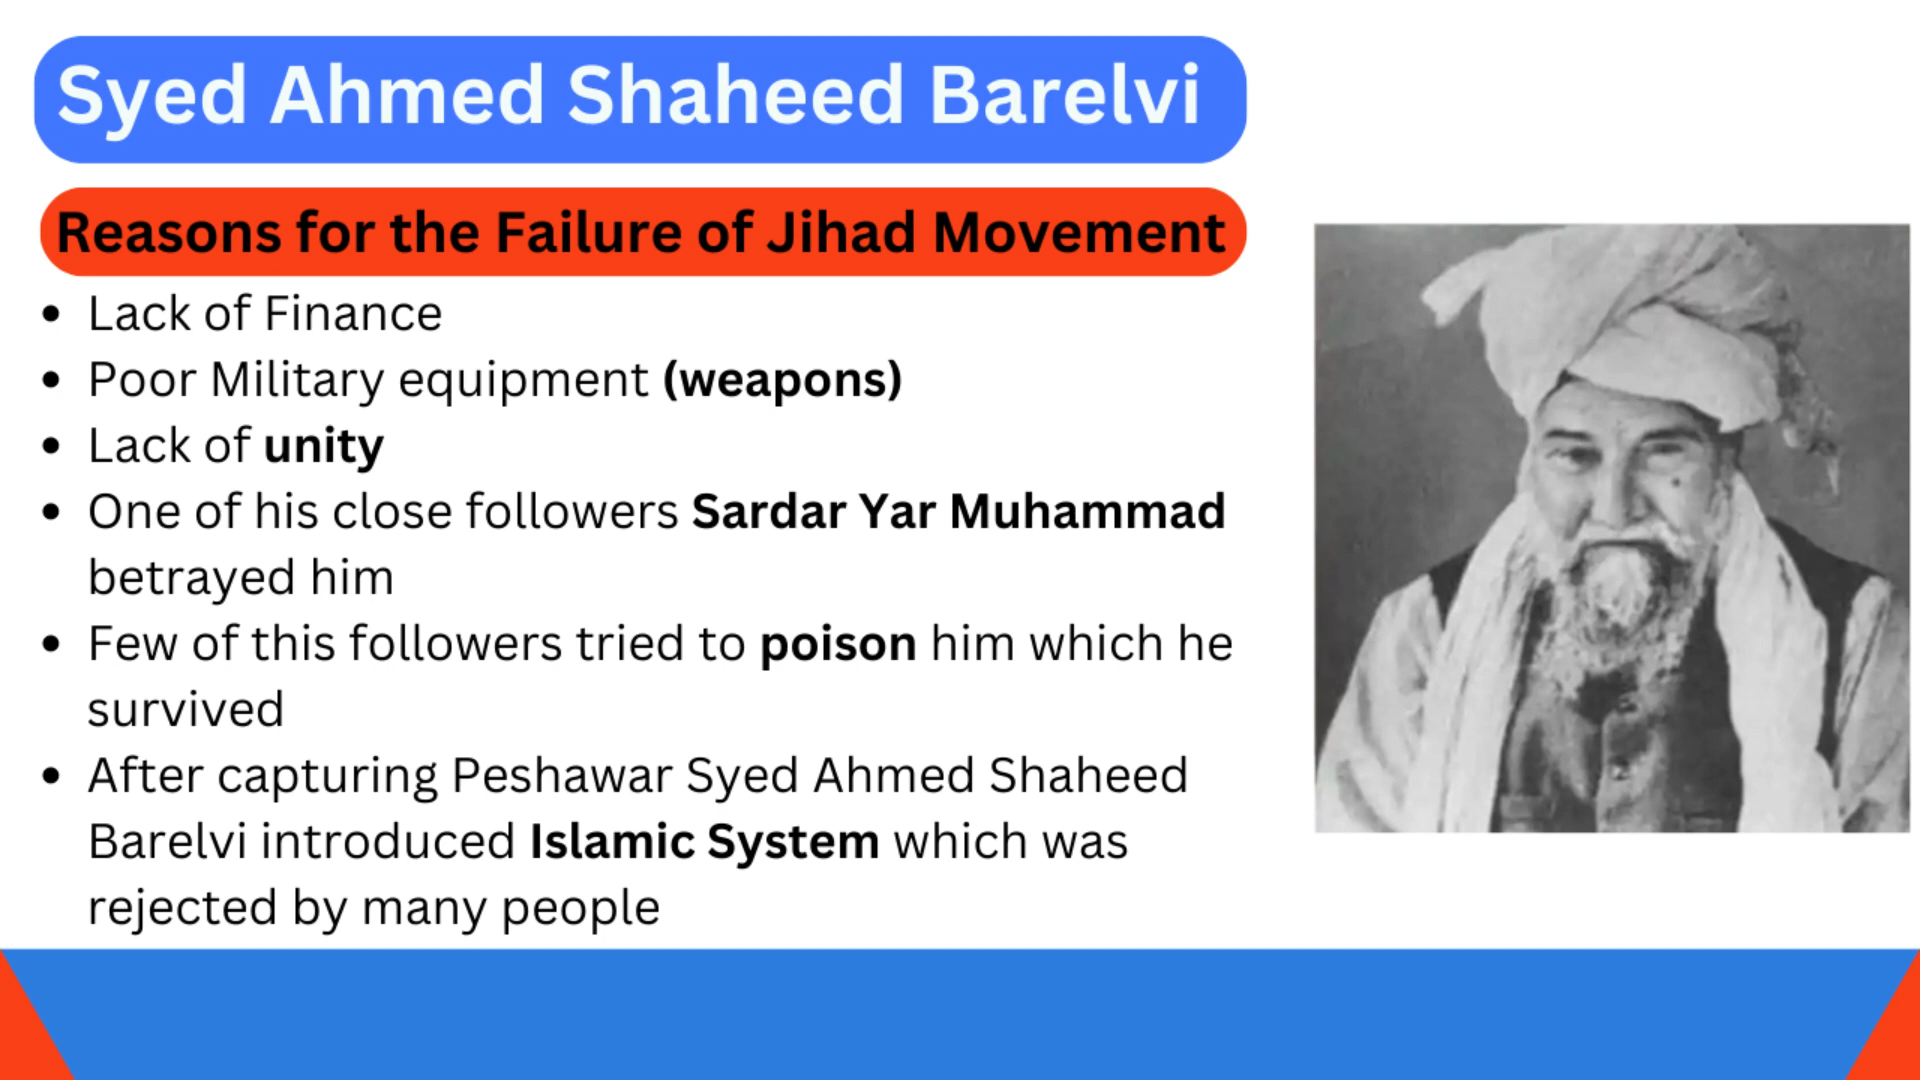 Syed Ahmed Shaheed Barelvi
Reasons for the Failure of Jihad Movement
• Lack of Finance
• Poor Military equipment (weapons)
• Lack of unity
• One of his close followers Sardar Yar Muhammad
betrayed him
• Few of this followers tried to poison him which he
survived
• After capturing Peshawar Syed Ahmed Shaheed
Barelvi introduced Islamic System which was
rejected by many people